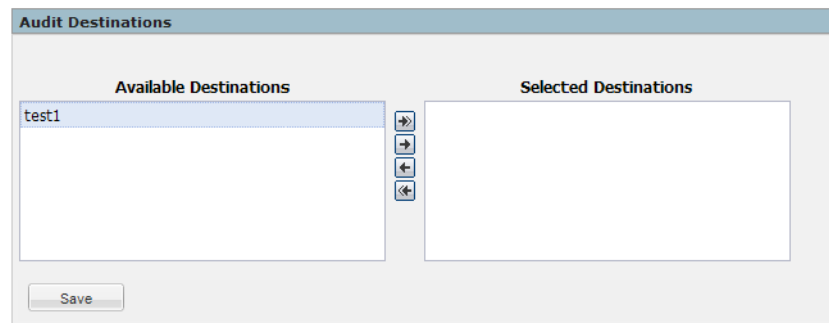 Audit Destinations
Available Destinations
Selected Destinations
test1
Save